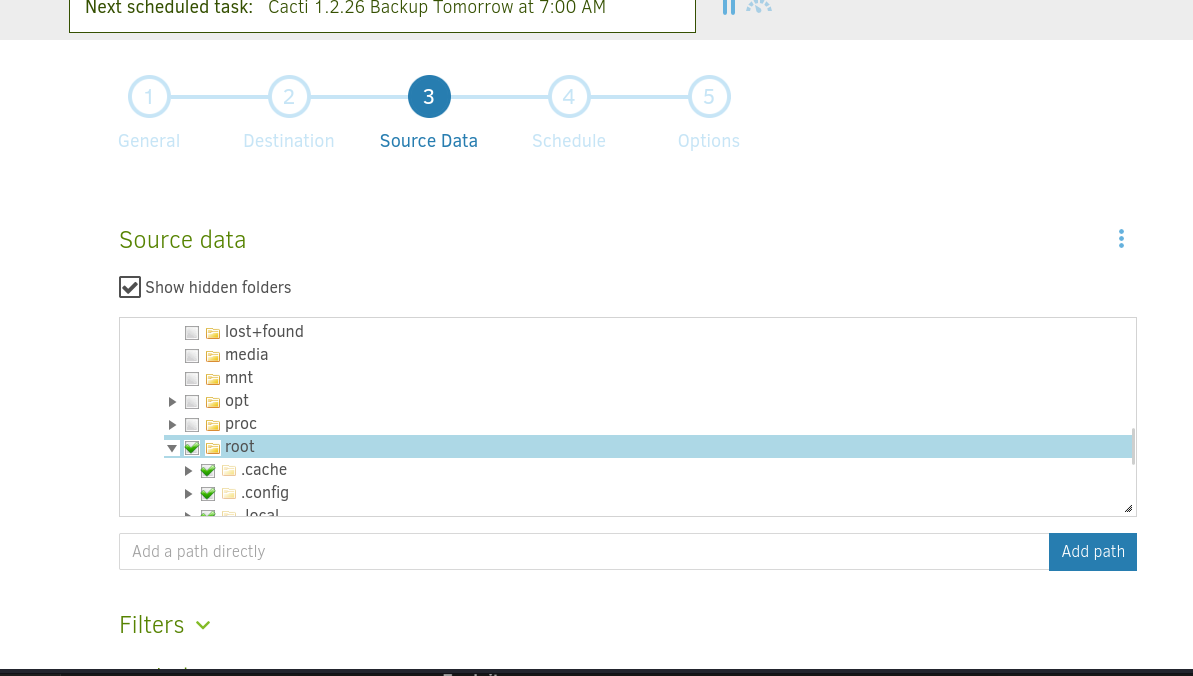 Next scheduled task: Cacti 1.2.26 Backup Tomorrow at 7:00 AM
1 2 3 4 5
General Destination Source Data Schedule Options
Source data
Show hidden folders
lost+found
media
mnt
opt
proc
root
.cache
.config
.local
Add a path directly Add path
Filters